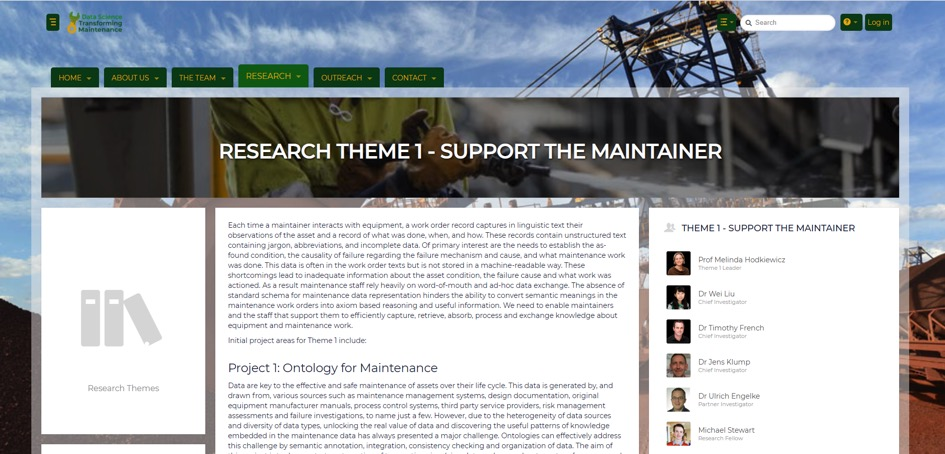 Data Science
Transforming
Maintenance
Search
Log in
HOME
ABOUT US
THE TEAM
RESEARCH
OUTREACH
CONTACT
RESEARCH THEME 1 - SUPPORT THE MAINTAINER
Research Themes
Each time a maintainer interacts with equipment, a work order record captures in linguistic text their
observations of the asset and a record of what was done, when, and how. These records contain unstructured text
containing jargon, abbreviations, and incomplete data. Of primary interest are the needs to establish the as-
found condition, the causality of failure regarding the failure mechanism and cause, and what maintenance work
was done. This data is often in the work order texts but is not stored in a machine-readable way. These
shortcomings lead to inadequate information about the asset condition, the failure cause and what work was
actioned. As a result maintenance staff rely heavily on word-of-mouth and ad-hoc data exchange. The absence of
standard schema for maintenance data representation hinders the ability to convert semantic meanings in the
maintenance work orders into axiom based reasoning and useful information. We need to enable maintainers
and the staff that support them to efficiently capture, retrieve, absorb, process and exchange knowledge about
equipment and maintenance work.
Initial project areas for Theme 1 include:
Project 1: Ontology for Maintenance
Data are key to the effective and safe maintenance of assets over their life cycle. This data is generated by, and
drawn from, various sources such as maintenance management systems, design documentation, original
equipment manufacturer manuals, process control systems, third party service providers, risk management
assessments and failure investigations, to name just a few. However, due to the heterogeneity of data sources
and diversity of data types, unlocking the real value of data and discovering the useful patterns of knowledge
embedded in the maintenance data has always presented a major challenge. Ontologies can effectively address
this challenge by semantic annotation, integration, consistency checking and organization of data. The aim of
THEME 1 - SUPPORT THE MAINTAINER
Prof Melinda Hodkiewicz
Theme 1 Leader
Dr Wei Liu
Chief Investigator
Dr Timothy French
Chief Investigator
Dr Jens Klump
Chief Investigator
Dr Ulrich Engelke
Partner Investigator
Michael Stewart
Research Fellow